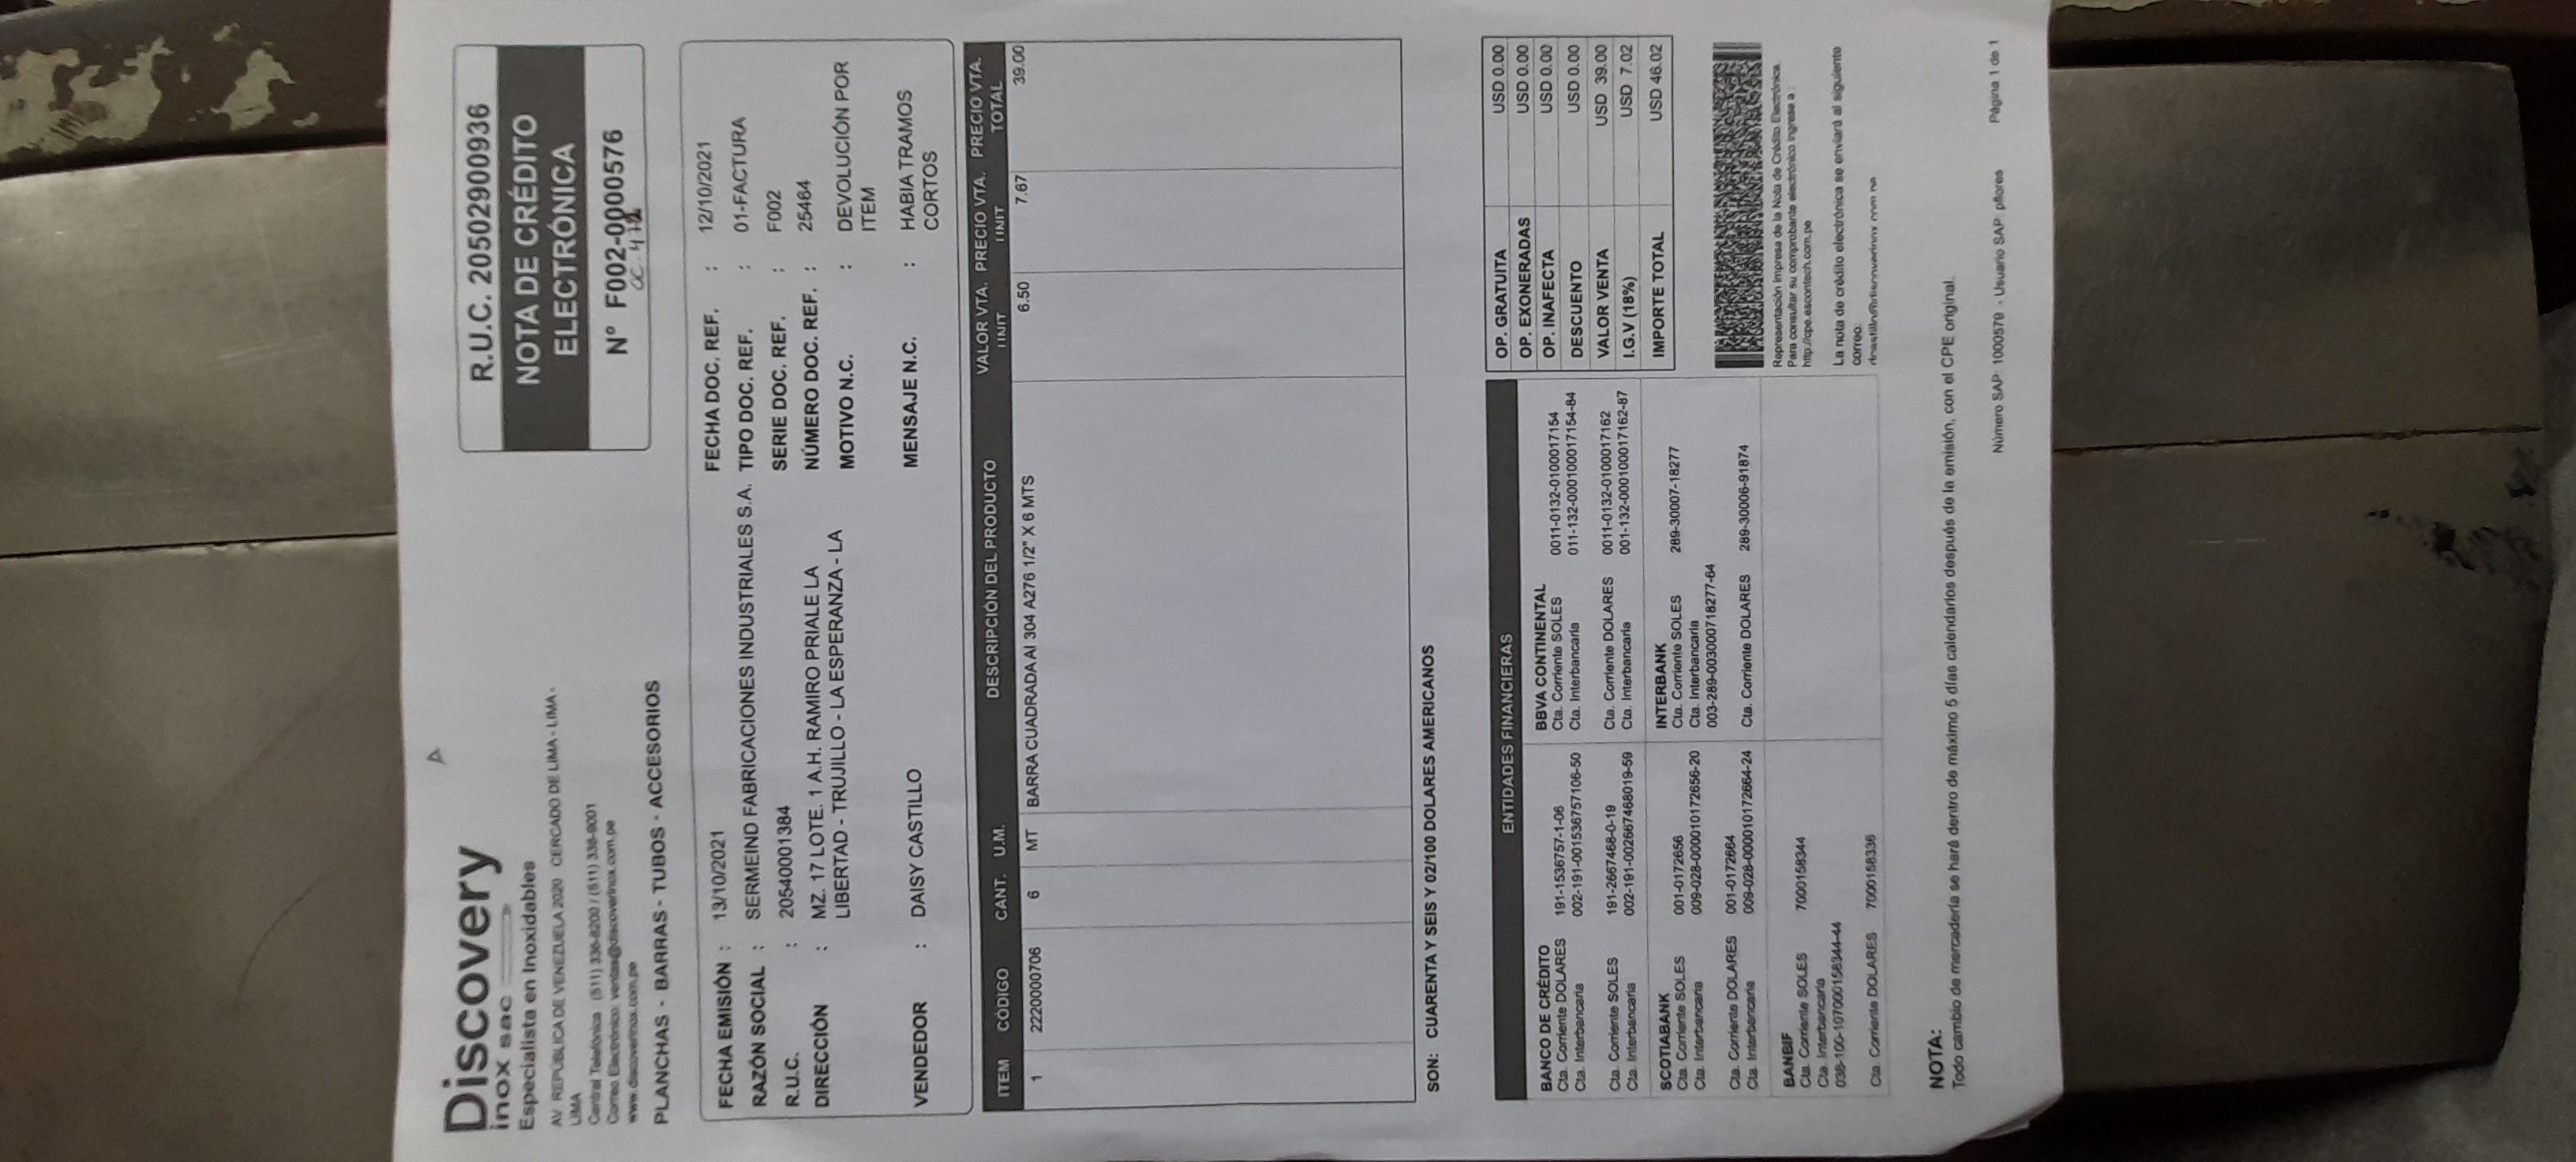 Discovery
inox sac
Especialista en Inoxidables
AV. REPUBLICA DE VENEZUELA 2020 CERCADO DE LIMA - LIMA -
LIMA
Central Telefónica : (511) 336-8200 / (511) 336-9001
Correo Electrónico: ventas@discoverinox.com.pe
www.discoverinox.com.pe
PLANCHAS - BARRAS - TUBOS - ACCESORIOS
R.U.C. 20502900936
NOTA DE CRÉDITO
ELECTRÓNICA
N° F002-00000576
FECHA EMISIÓN : 13/10/2021
RAZÓN SOCIAL : SERMEIND FABRICACIONES INDUSTRIALES S.A.
R.U.C. : 20540001384
DIRECCIÓN : MZ. 17 LOTE. 1 A.H. RAMIRO PRIALE LA
LIBERTAD - TRUJILLO - LA ESPERANZA - LA
VENDEDOR : DAISY CASTILLO
FECHA DOC. REF. : 12/10/2021
TIPO DOC. REF. : 01-FACTURA
SERIE DOC. REF. : F002
NÚMERO DOC. REF. : 25464
MOTIVO N.C. : DEVOLUCIÓN POR
ITEM
MENSAJE N.C. : HABIA TRAMOS
CORTOS
ITEM CÓDIGO CANT. U.M. DESCRIPCIÓN DEL PRODUCTO VALOR VTA. UNIT PRECIO VTA. UNIT PRECIO VTA. TOTAL
1 2220000706 6 MT BARRA CUADRADA AI 304 A276 1/2" X 6 MTS 6.50 7.67 39.00
SON: CUARENTA Y SEIS Y 02/100 DOLARES AMERICANOS
ENTIDADES FINANCIERAS
BANCO DE CRÉDITO
Cta. Corriente DOLARES 191-1536757-1-06
Cta. Interbancaria 002-191-001536757106-50
Cta. Corriente SOLES 191-2667468-0-19
Cta. Interbancaria 002-191-002667468019-59
SCOTIABANK
Cta. Corriente SOLES 001-0172656
Cta. Interbancaria 009-028-000010172656-20
Cta. Corriente DOLARES 001-0172664
Cta. Interbancaria 009-028-000010172664-24
BANBIF
Cta. Corriente SOLES 7000158344
Cta. Interbancaria
038-100-107000158344-44
Cta. Corriente DOLARES 7000158336
BBVA CONTINENTAL
Cta. Corriente SOLES 0011-0132-0100017154
Cta. Interbancaria 011-132-000100017154-84
Cta. Corriente DOLARES 0011-0132-0100017162
Cta. Interbancaria 001-132-000100017162-87
INTERBANK
Cta. Corriente SOLES 289-30007-18277
Cta. Interbancaria
003-289-003000718277-64
Cta. Corriente DOLARES 289-30006-91874
OP. GRATUITA USD 0.00
OP. EXONERADAS USD 0.00
OP. INAFECTA USD 0.00
DESCUENTO USD 0.00
VALOR VENTA USD 39.00
I.G.V (18%) USD 7.02
IMPORTE TOTAL USD 46.02
Representación Impresa de la Nota de Crédito Electrónica.
Para consultar su comprobante electrónico ingrese a :
http://cpe.escontech.com.pe
La nota de crédito electrónica se enviará al siguiente
correo:
NOTA:
Todo cambio de mercadería se hará dentro de máximo 5 días calendarios después de la emisión, con el CPE original.
Número SAP: 1000579 - Usuario SAP: pflores Página 1 de 1